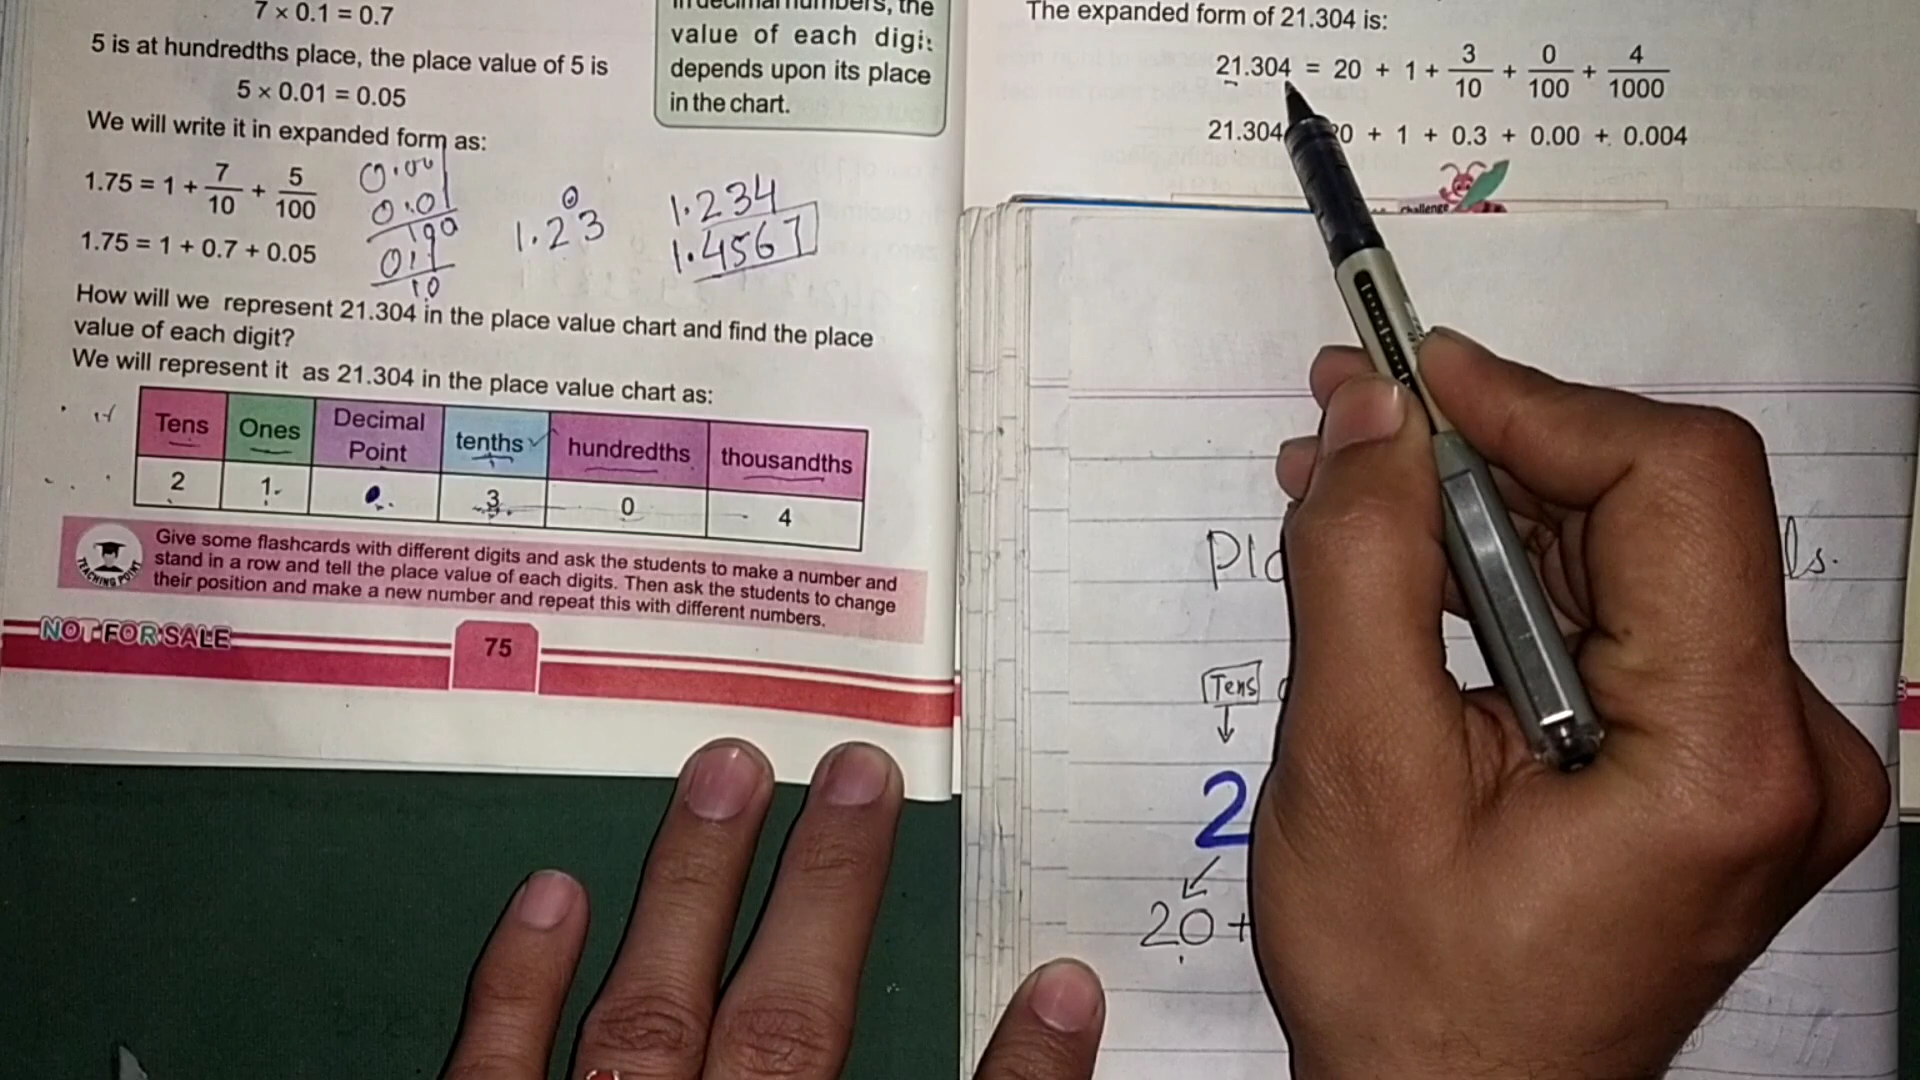 7 × 0.1 = 0.7
5 is at hundredths place, the place value of 5 is
5 × 0.01 = 0.05
We will write it in expanded form as:
1.75 = 1 + 7/10 + 5/100
1.75 = 1 + 0.7 + 0.05
In decimal numbers, the
value of each digit
depends upon its place
in the chart.
1.23
1.234
1.4567
How will we represent 21.304 in the place value chart and find the place
value of each digit?
We will represent it as 21.304 in the place value chart as:
Tens Ones Decimal Point tenths hundredths thousandths
2 1 . 3 0 4
TEACHING POINT
Give some flashcards with different digits and ask the students to make a number and
stand in a row and tell the place value of each digits. Then ask the students to change
their position and make a new number and repeat this with different numbers.
NOT FOR SALE
75
The expanded form of 21.304 is:
21.304 = 20 + 1 + 3/10 + 0/100 + 4/1000
21.304 20 + 1 + 0.3 + 0.00 + 0.004
challenge
Tens
2
20 +